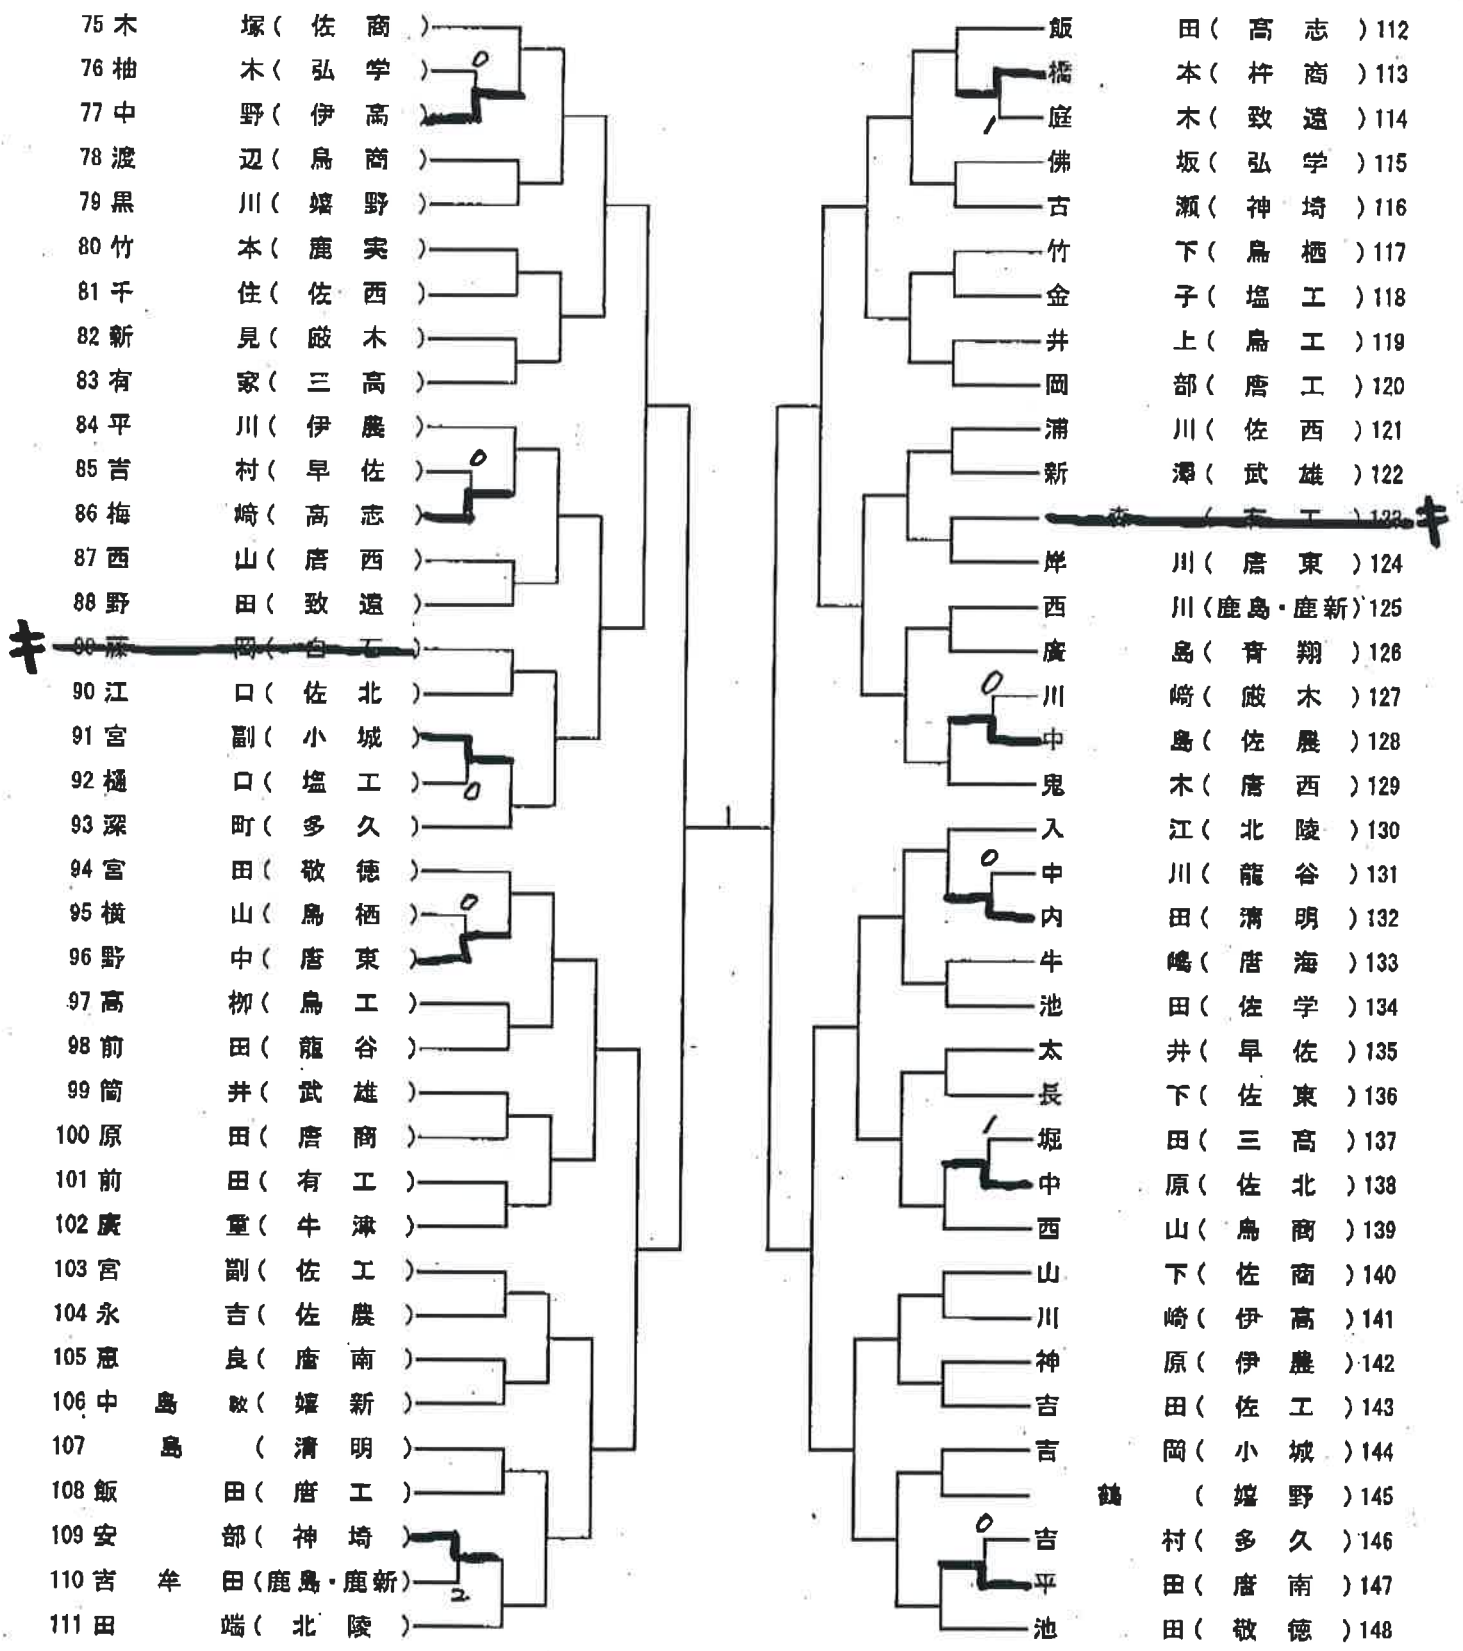 75 木塚(佐商)
76 柚木(弘学)
0
77 中野(伊高)
78 渡辺(鳥商)
79 黒川(嬉野)
80 竹本(鹿実)
81 千住(佐西)
82 新見(厳木)
83 有家(三高)
84 平川(伊農)
85 吉村(早佐)
0
86 梅﨑(高志)
87 西山(唐西)
88 野田(致遠)
キ
藤岡(白石)
90 江口(佐北)
91 宮副(小城)
92 樋口(塩工)
0
93 深町(多久)
94 宮田(敬徳)
95 横山(鳥栖)
0
96 野中(唐東)
97 高栁(鳥工)
98 前田(龍谷)
99 筒井(武雄)
100 原田(唐商)
101 前田(有工)
102 廣重(牛津)
103 宮副(佐工)
104 永吉(佐農)
105 恵良(唐南)
106 中島敏(嬉新)
107 島(清明)
108 飯田(唐工)
109 安部(神埼)
110 吉牟田(鹿島・鹿新)
2
111 田端(北陵)
飯田(高志)112
橋本(杵商)113
1
庭木(致遠)114
佛坂(弘学)115
古瀬(神埼)116
竹下(鳥栖)117
金子(塩工)118
井上(鳥工)119
岡部(唐工)120
浦川(佐西)121
新澤(武雄)122
森(有工)123
キ
岸川(唐東)124
西川(鹿島・鹿新)125
廣島(青翔)126
0
川﨑(厳木)127
中島(佐農)128
鬼木(唐西)129
入江(北陵)130
0
中川(龍谷)131
内田(清明)132
牛嶋(唐海)133
池田(佐学)134
太井(早佐)135
長下(佐東)136
1
堀田(三高)137
中原(佐北)138
西山(鳥商)139
山下(佐商)140
川崎(伊高)141
神原(伊農)142
吉田(佐工)143
吉岡(小城)144
鶴(嬉野)145
0
吉村(多久)146
平田(唐南)147
池田(敬徳)148